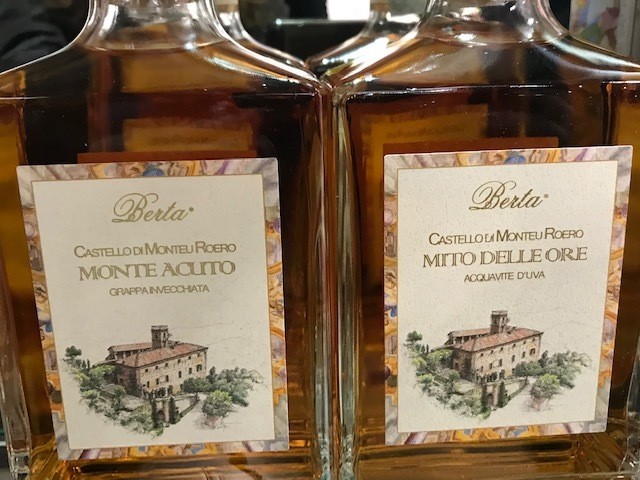 Berta®
CASTELLO DI MONTEU ROERO
MONTE ACUTO
GRAPPA INVECCHIATA
Berta®
CASTELLO DI MONTEU ROERO
MITO DELLE ORE
ACQUAVITE D'UVA